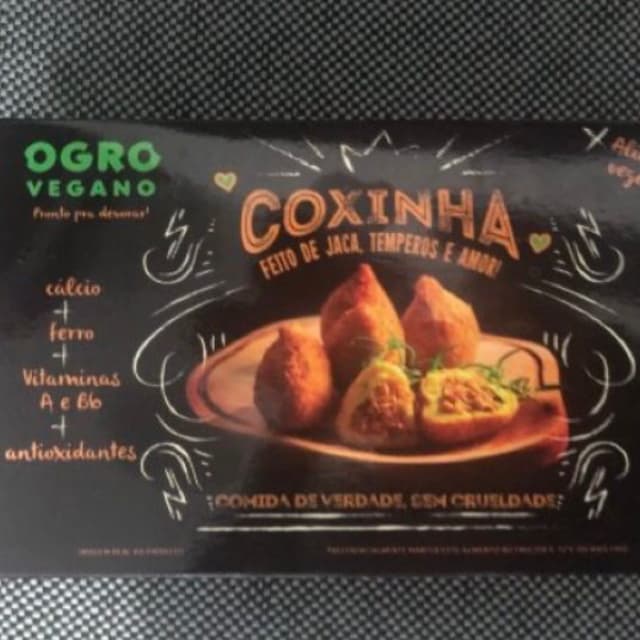 OGRO
VEGANO
Pronto pra devorar!
COXINHA
FEITO DE JACA, TEMPEROS E AMOR!
cálcio
+
ferro
+
Vitaminas
A e B6
+
antioxidantes
COMIDA DE VERDADE, SEM CRUELDADE